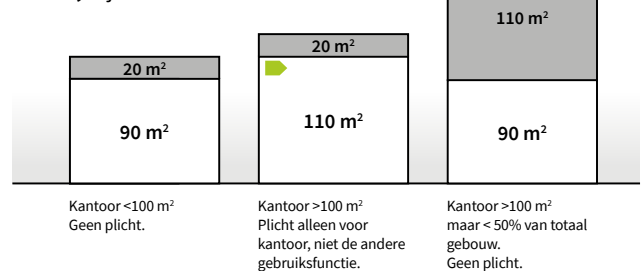 110 m²
20 m²
20 m²
90 m²
110 m²
90 m²
Kantoor <100 m²
Geen plicht.
Kantoor >100 m²
Plicht alleen voor
kantoor, niet de andere
gebruiksfunctie.
Kantoor >100 m²
maar < 50% van totaal
gebouw.
Geen plicht.